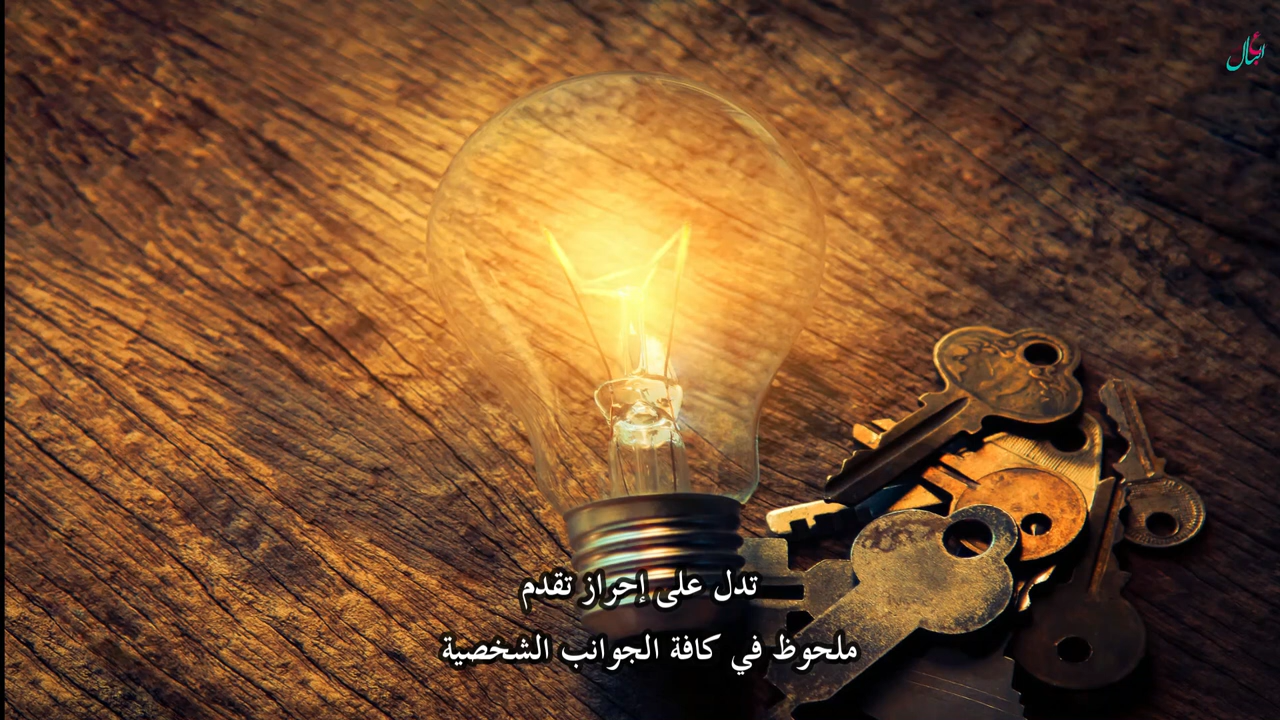 تدل على إحراز تقدم
ملحوظ في كافة الجوانب الشخصية